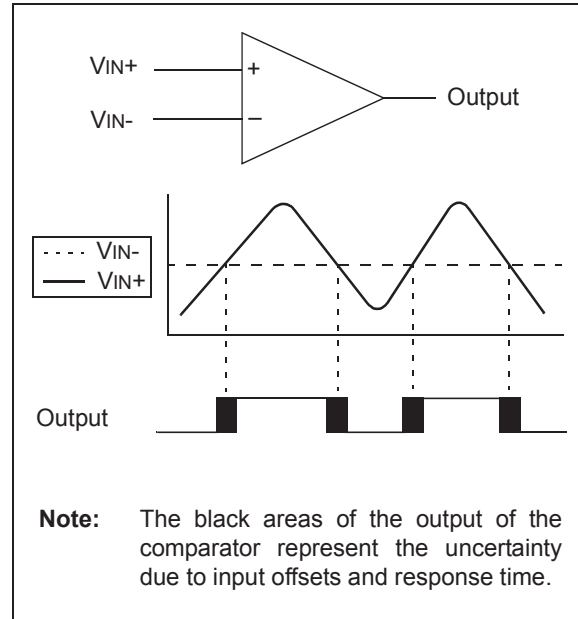 VIN+
+
Output
VIN-
–
VIN-
VIN+
Output
Note: The black areas of the output of the
comparator represent the uncertainty
due to input offsets and response time.